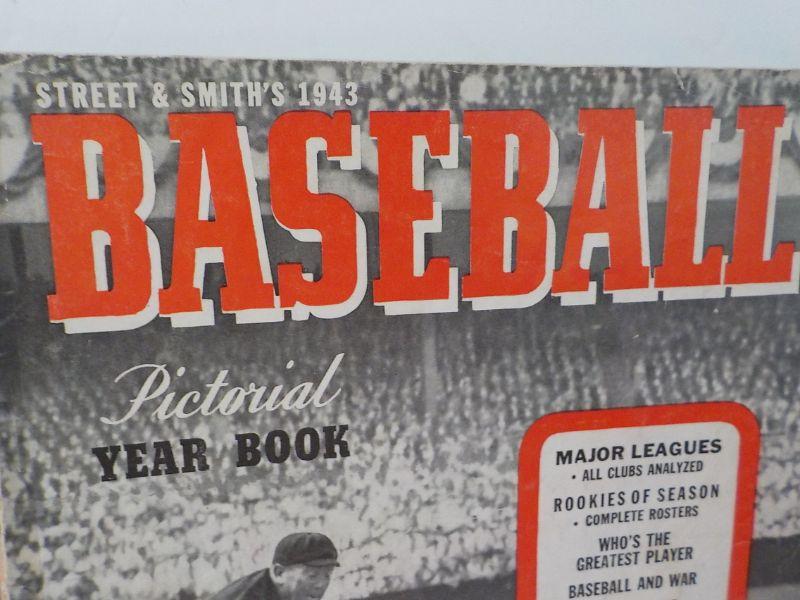 STREET & SMITH'S 1943
BASEBALL
Pictorial
YEAR BOOK
MAJOR LEAGUES
• ALL CLUBS ANALYZED
ROOKIES OF SEASON
• COMPLETE ROSTERS
WHO'S THE
GREATEST PLAYER
BASEBALL AND WAR